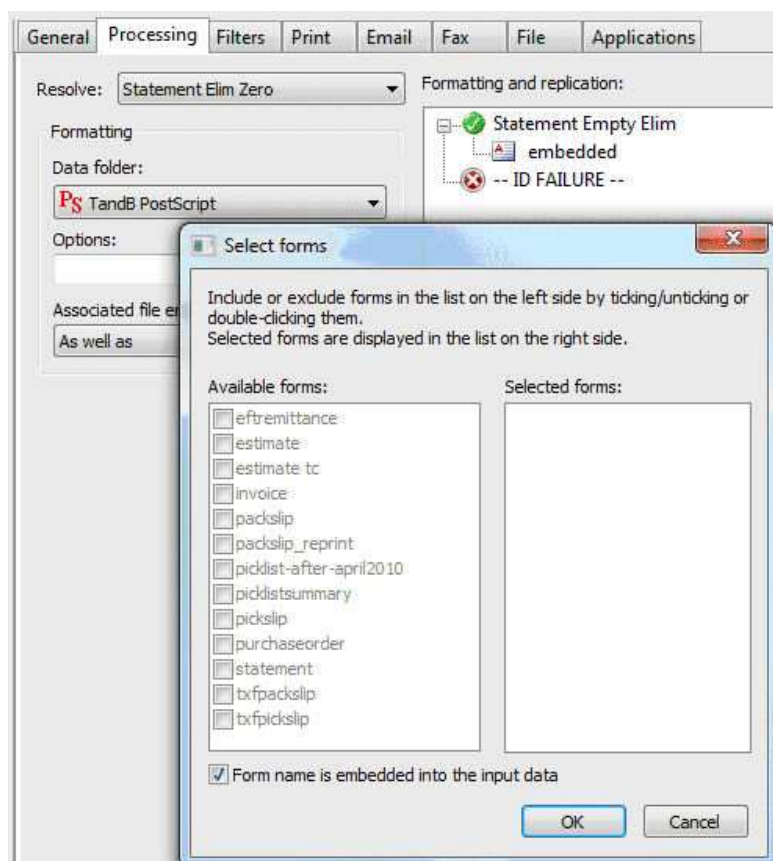 General Processing Filters Print Email Fax File Applications
Resolve: Statement Elim Zero
Formatting and replication:
Statement Empty Elim
embedded
-- ID FAILURE --
Formatting
Data folder:
PS TandB PostScript
Options:
Associated file
As well as
Select forms
Include or exclude forms in the list on the left side by ticking/unticking or
double-clicking them.
Selected forms are displayed in the list on the right side.
Available forms:
eftremittance
estimate
estimate tc
invoice
packslip
packslip_reprint
picklist-after-april2010
picklistsummary
pickslip
purchaseorder
statement
txfpackslip
txfpickslip
Selected forms:
Form name is embedded into the input data
OK Cancel